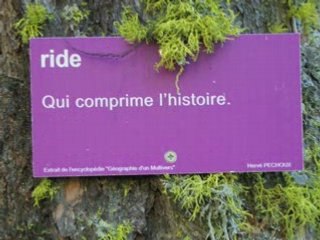 ride
Qui comprime l'histoire.
Extrait de l'encyclopédie "Géographie d'un Multivers"
Hervé PECHOUX